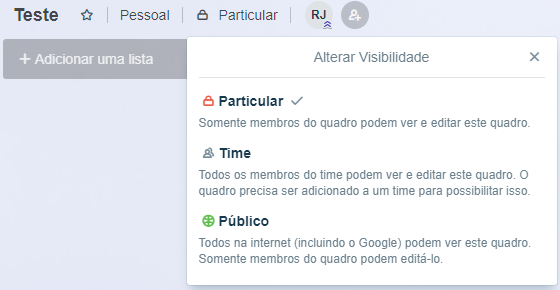 Teste Pessoal Particular RJ
+ Adicionar uma lista
Alterar Visibilidade
Particular
Somente membros do quadro podem ver e editar este quadro.
Time
Todos os membros do time podem ver e editar este quadro. O
quadro precisa ser adicionado a um time para possibilitar isso.
Público
Todos na internet (incluindo o Google) podem ver este quadro.
Somente membros do quadro podem editá-lo.